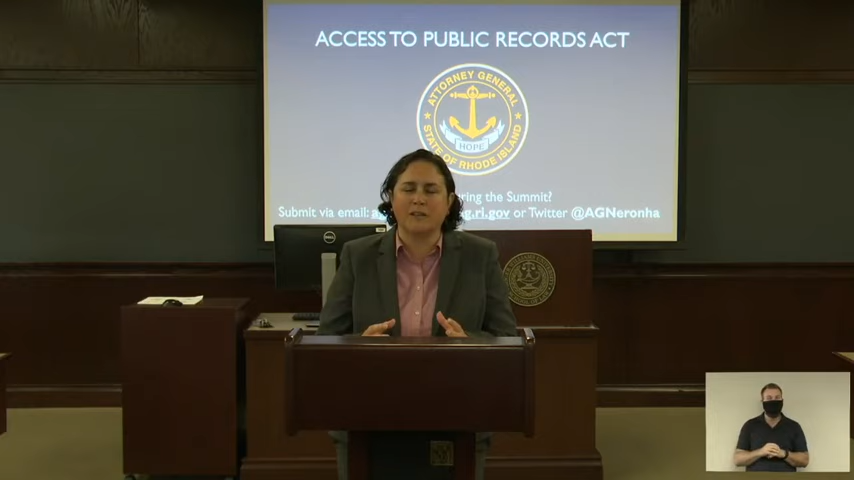 ACCESS TO PUBLIC RECORDS ACT
ATTORNEY GENERAL
HOPE
STATE OF RHODE ISLAND
the Summit?
Submit via email: .ri.gov or Twitter @AGNeronha
DELL